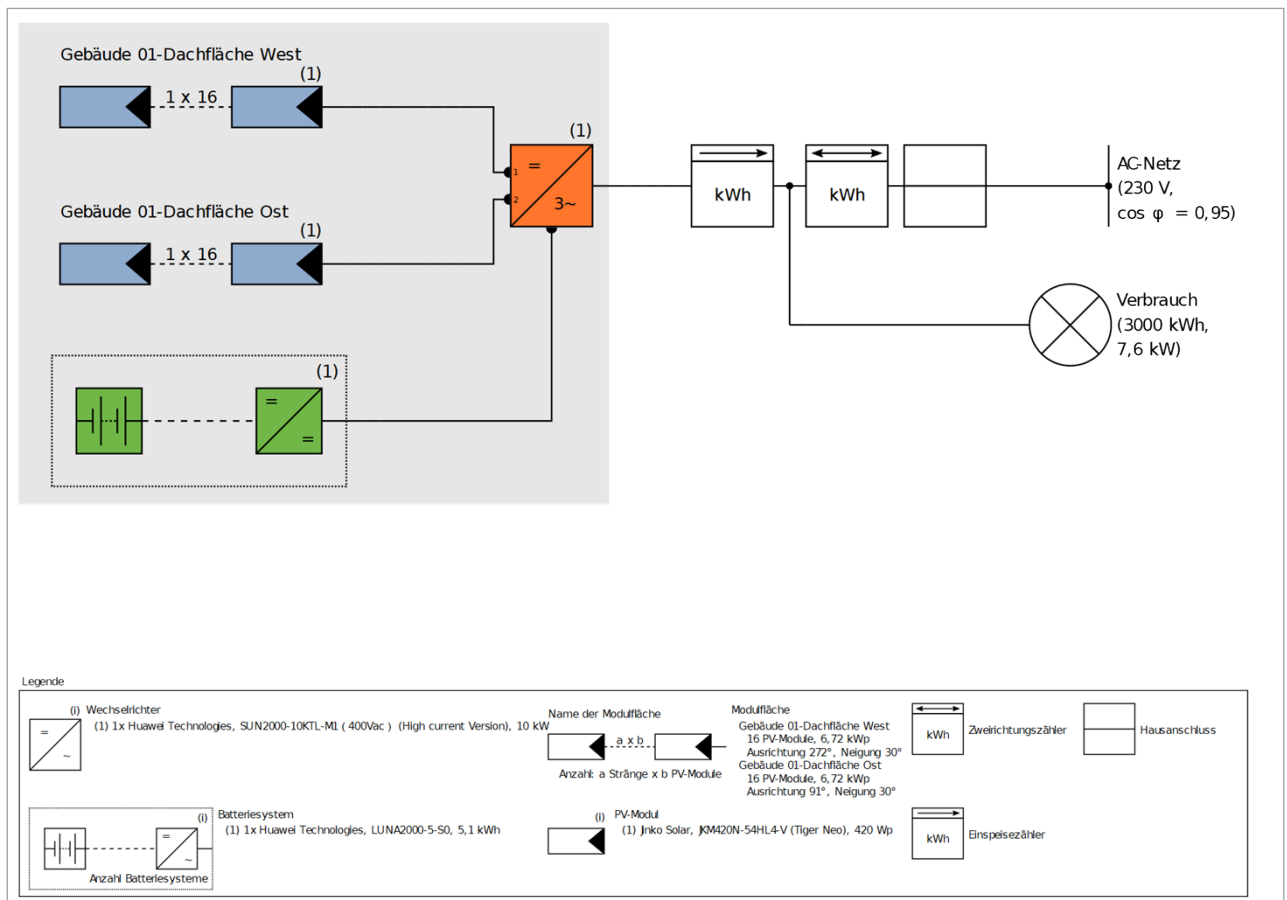 Gebäude 01-Dachfläche West
(1)
1 x 16
(1)
=
1
2
3~
Gebäude 01-Dachfläche Ost
(1)
1 x 16
(1)
=
=
kWh
kWh
AC-Netz
(230 V,
cos φ = 0,95)
Verbrauch
(3000 kWh,
7,6 kW)
Legende
(i) Wechselrichter
(1) 1x Huawei Technologies, SUN2000-10KTL-M1 ( 400Vac ) (High current Version), 10 kW
=
~
Name der Modulfläche
a x b
Anzahl: a Stränge x b PV-Module
Modulfläche
Gebäude 01-Dachfläche West
16 PV-Module, 6,72 kWp
Ausrichtung 272°, Neigung 30°
Gebäude 01-Dachfläche Ost
16 PV-Module, 6,72 kWp
Ausrichtung 91°, Neigung 30°
kWh
Zweirichtungszähler
Hausanschluss
(i)
Batteriesystem
(1) 1x Huawei Technologies, LUNA2000-5-S0, 5,1 kWh
=
~
Anzahl Batteriesysteme
(i) PV-Modul
(1) Jinko Solar, JKM420N-54HL4-V (Tiger Neo), 420 Wp
kWh
Einspeisezähler